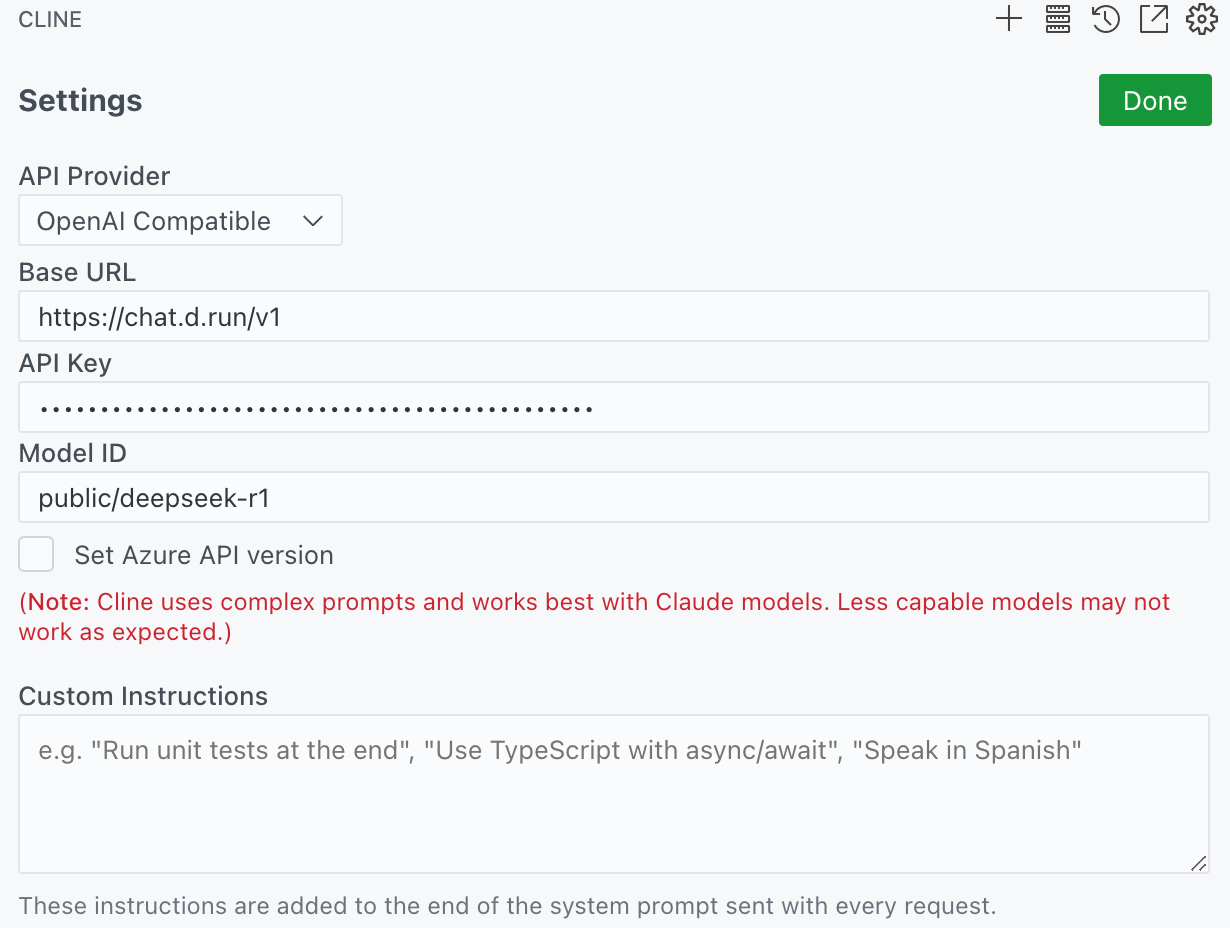 CLINE
Settings
Done
API Provider
OpenAI Compatible
Base URL
https://chat.d.run/v1
API Key
••••••••••••••••••••••••••••••••••••••••••••••
Model ID
public/deepseek-r1
Set Azure API version
(Note: Cline uses complex prompts and works best with Claude models. Less capable models may not
work as expected.)
Custom Instructions
e.g. "Run unit tests at the end", "Use TypeScript with async/await", "Speak in Spanish"
These instructions are added to the end of the system prompt sent with every request.